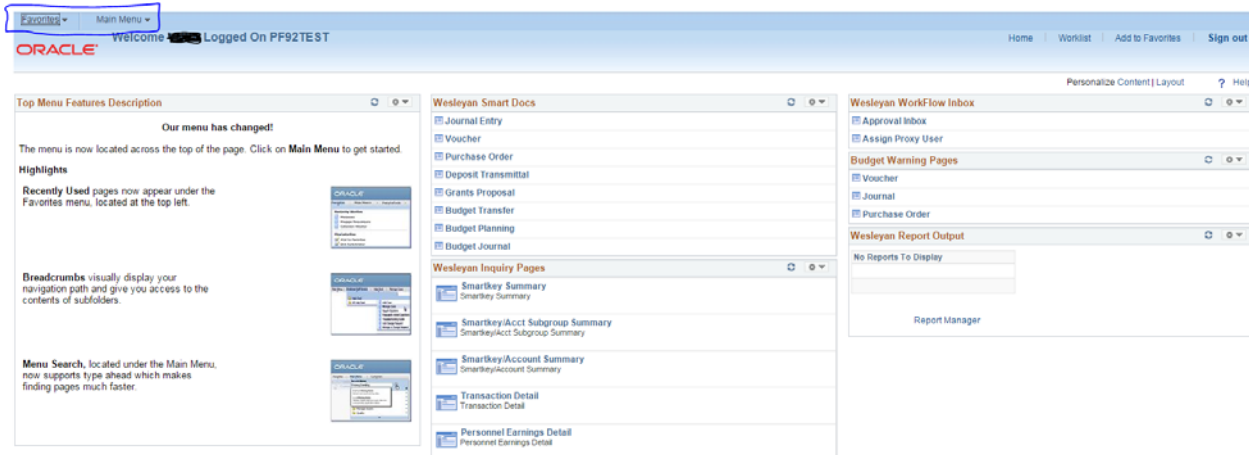 Favorites
Main Menu
Welcome Logged On PF92TEST
ORACLE
Home
Worklist
Add to Favorites
Sign out
Personalize Content | Layout
? Help
Top Menu Features Description
Our menu has changed!
The menu is now located across the top of the page. Click on Main Menu to get started.
Highlights
Recently Used pages now appear under the
Favorites menu, located at the top left.
ORACLE
Breadcrumbs visually display your
navigation path and give you access to the
contents of subfolders.
ORACLE
Menu Search, located under the Main Menu,
now supports type ahead which makes
finding pages much faster.
ORACLE
Wesleyan Smart Docs
Journal Entry
Voucher
Purchase Order
Deposit Transmittal
Grants Proposal
Budget Transfer
Budget Planning
Budget Journal
Wesleyan Inquiry Pages
Smartkey Summary
Smartkey Summary
Smartkey/Acct Subgroup Summary
Smartkey/Acct Subgroup Summary
Smartkey/Account Summary
Smartkey/Account Summary
Transaction Detail
Transaction Detail
Personnel Earnings Detail
Personnel Earnings Detail
Wesleyan WorkFlow Inbox
Approval Inbox
Assign Proxy User
Budget Warning Pages
Voucher
Journal
Purchase Order
Wesleyan Report Output
No Reports To Display
Report Manager